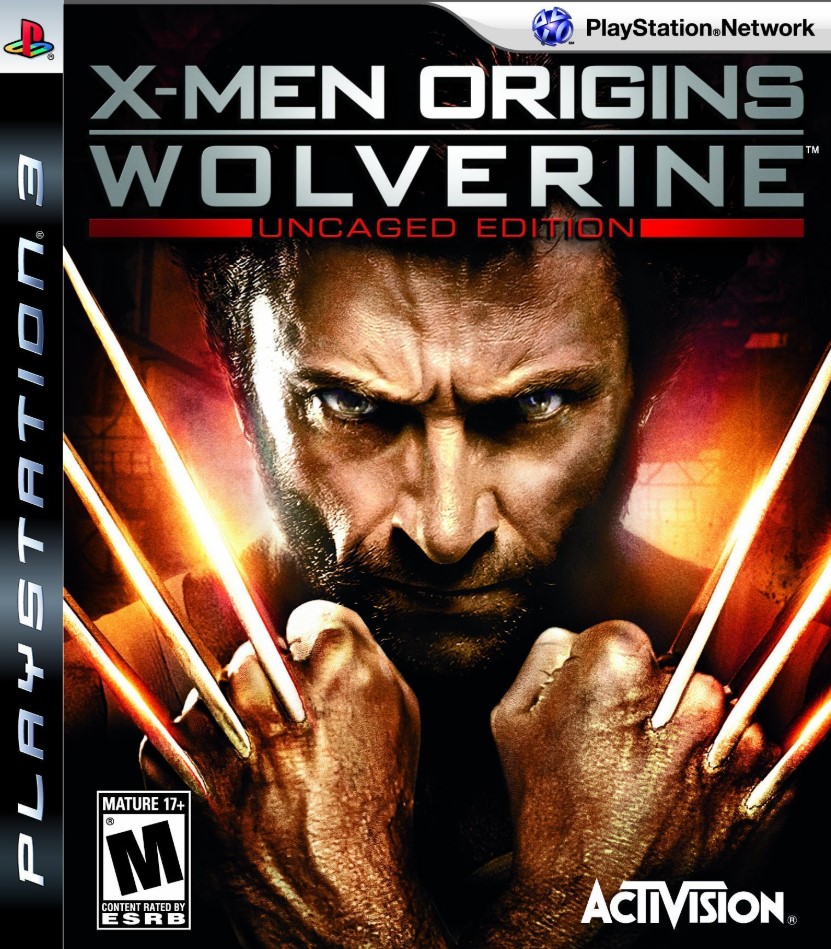 PlayStation®Network
X-MEN ORIGINS
WOLVERINE™
UNCAGED EDITION
PLAYSTATION® 3
MATURE 17+
M®
CONTENT RATED BY
ESRB
ACTIVISION®